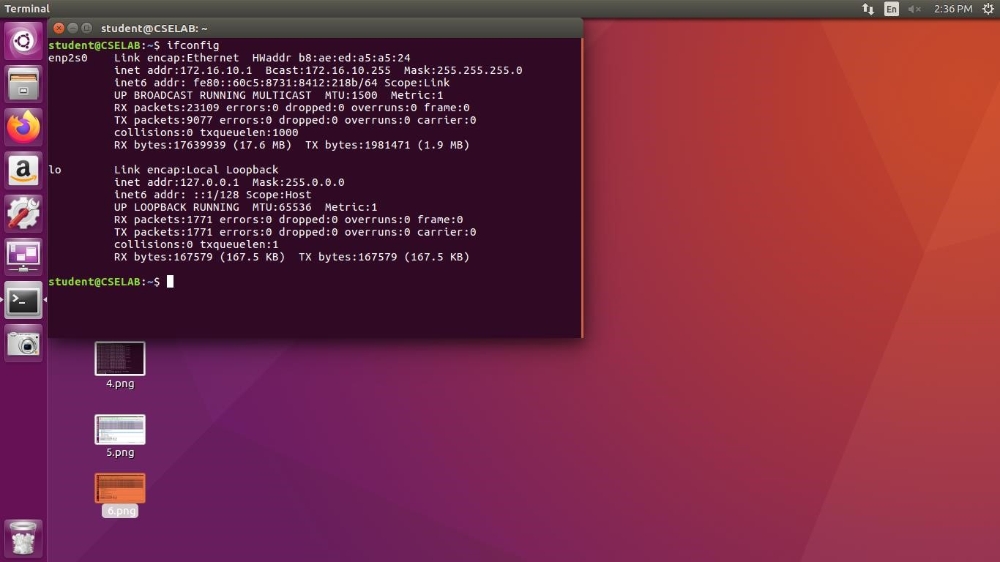 Terminal
En
2:36 PM
student@CSELAB: ~
student@CSELAB:~$ ifconfig
enp2s0    Link encap:Ethernet  HWaddr b8:ae:ed:a5:a5:24
          inet addr:172.16.10.1  Bcast:172.16.10.255  Mask:255.255.255.0
          inet6 addr: fe80::60c5:8731:8412:218b/64 Scope:Link
          UP BROADCAST RUNNING MULTICAST  MTU:1500  Metric:1
          RX packets:23109 errors:0 dropped:0 overruns:0 frame:0
          TX packets:9077 errors:0 dropped:0 overruns:0 carrier:0
          collisions:0 txqueuelen:1000
          RX bytes:17639939 (17.6 MB)  TX bytes:1981471 (1.9 MB)
lo        Link encap:Local Loopback
          inet addr:127.0.0.1  Mask:255.0.0.0
          inet6 addr: ::1/128 Scope:Host
          UP LOOPBACK RUNNING  MTU:65536  Metric:1
          RX packets:1771 errors:0 dropped:0 overruns:0 frame:0
          TX packets:1771 errors:0 dropped:0 overruns:0 carrier:0
          collisions:0 txqueuelen:1
          RX bytes:167579 (167.5 KB)  TX bytes:167579 (167.5 KB)
student@CSELAB:~$
4.png
5.png
6.png